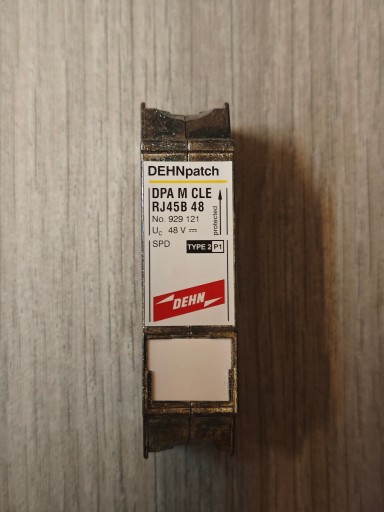 DEHNpatch
DPA M CLE
RJ45B 48
No. 929 121
Uc 48 V ⎓
SPD TYPE 2 P1
protected
DEHN